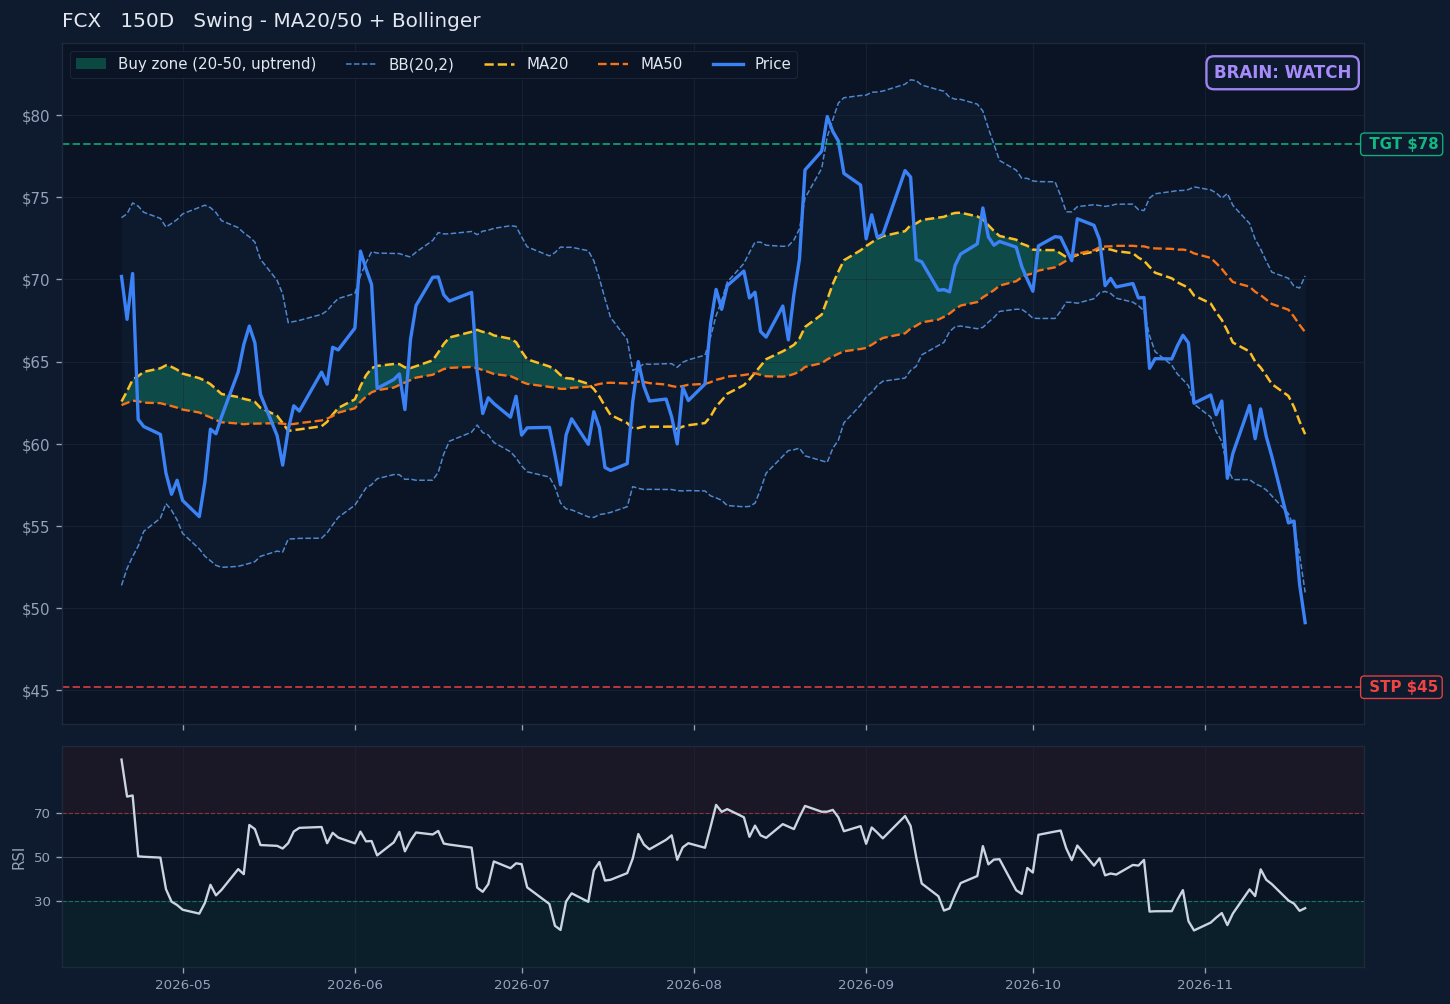 FCX   150D   Swing - MA20/50 + Bollinger
Buy zone (20-50, uptrend)   BB(20,2)   MA20   MA50   Price
BRAIN: WATCH
$80
TGT $78
$75
$70
$65
$60
$55
$50
$45
STP $45
70
50
30
RSI
2026-05   2026-06   2026-07   2026-08   2026-09   2026-10   2026-11